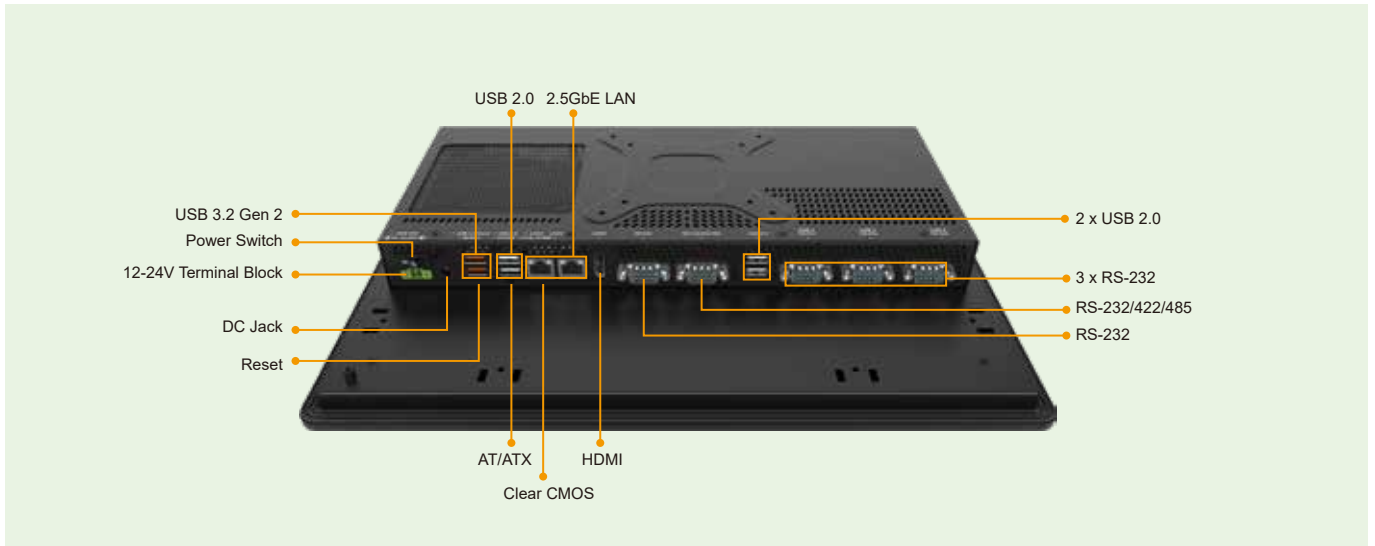 USB 2.0 2.5GbE LAN
USB 3.2 Gen 2
Power Switch
12-24V Terminal Block
DC Jack
Reset
2 x USB 2.0
3 x RS-232
RS-232/422/485
RS-232
AT/ATX HDMI
Clear CMOS